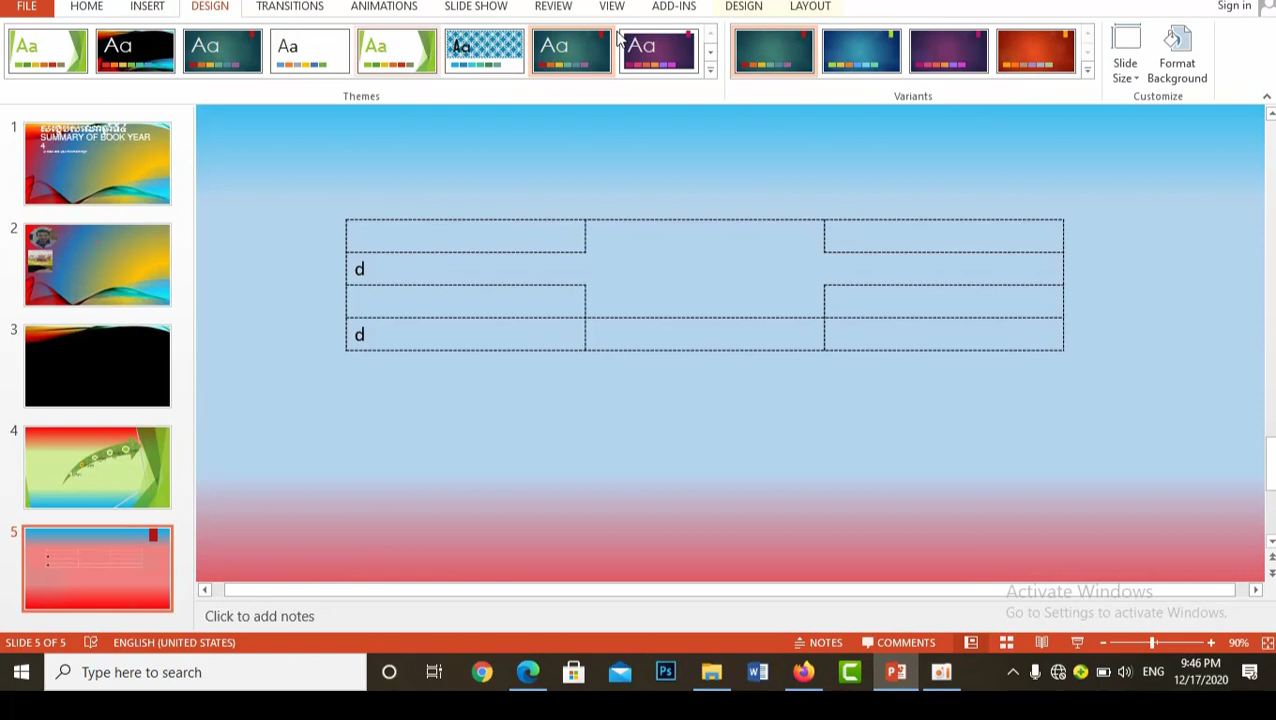 FILE HOME INSERT DESIGN TRANSITIONS ANIMATIONS SLIDE SHOW REVIEW VIEW ADD-INS DESIGN LAYOUT Sign in
Aa Aa Aa Aa Aa Aa Aa Aa
Slide Size
Format Background
Themes Variants Customize
1
SUMMARY OF BOOK YEAR
4
2
3
4
5
d
d
Activate Windows
Go to Settings to activate Windows.
Click to add notes
SLIDE 5 OF 5 ENGLISH (UNITED STATES) NOTES COMMENTS 90%
Type here to search
ENG
9:46 PM
12/17/2020